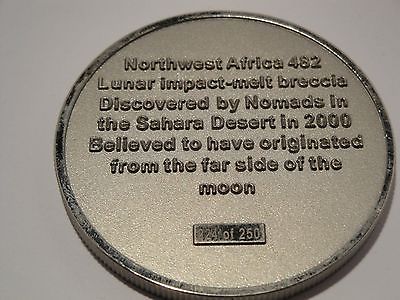 Northwest Africa 482
Lunar impact-melt breccia
Discovered by Nomads in
the Sahara Desert in 2000
Believed to have originated
from the far side of the
moon
of 250